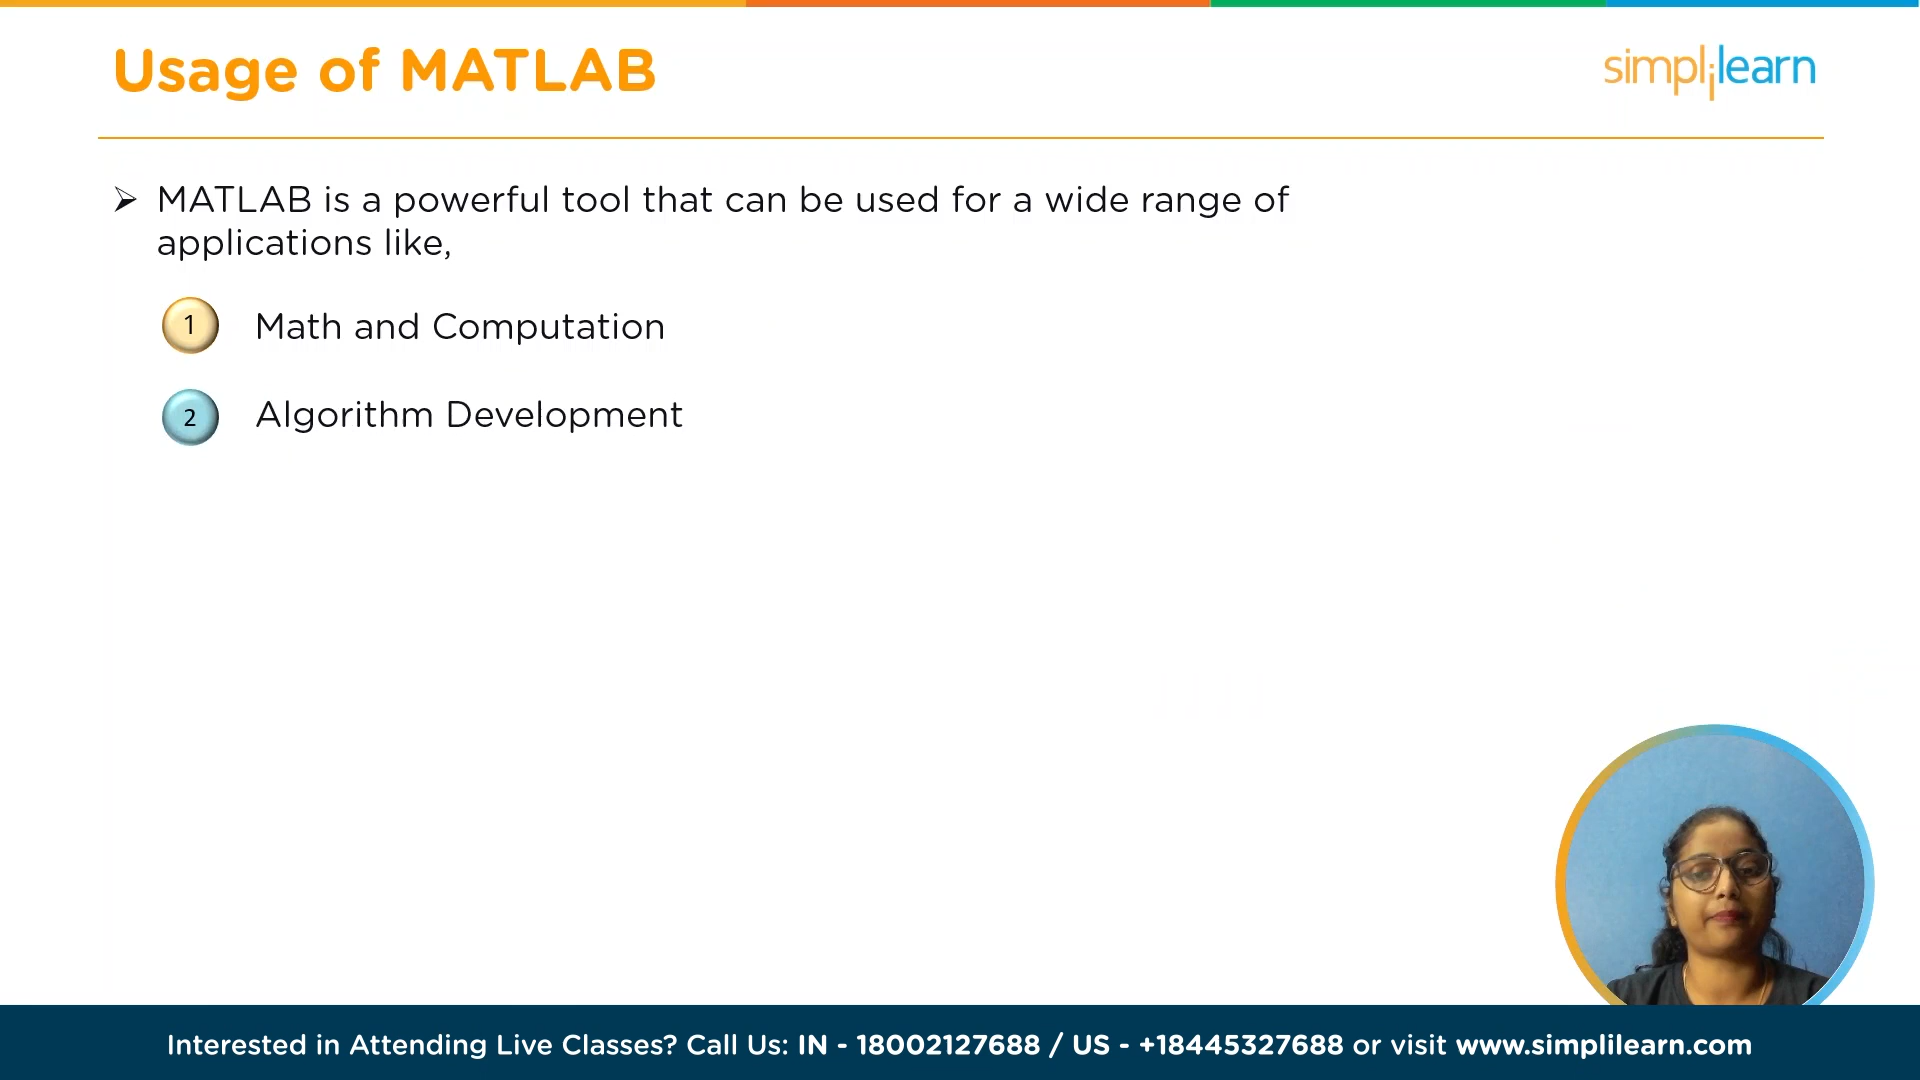 Usage of MATLAB
simplilearn
MATLAB is a powerful tool that can be used for a wide range of
applications like,
1 Math and Computation
2 Algorithm Development
Interested in Attending Live Classes? Call Us: IN - 18002127688 / US - +18445327688 or visit www.simplilearn.com